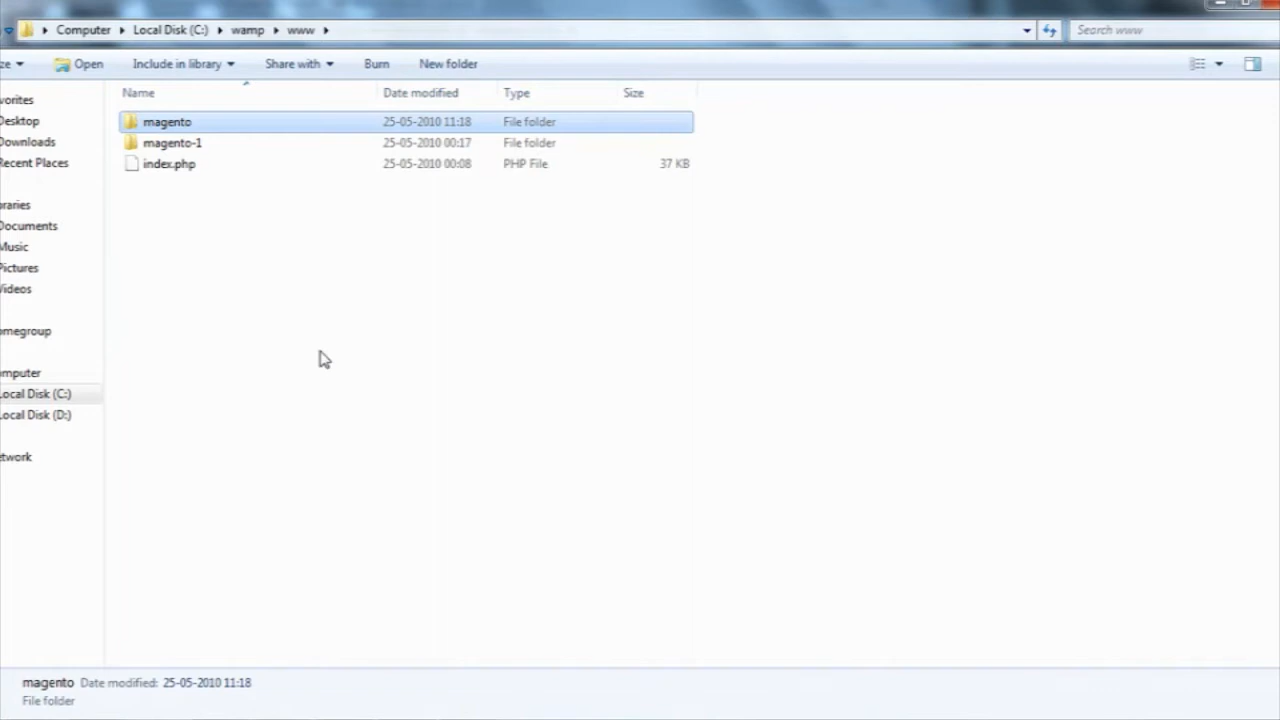 Computer Local Disk (C:) wamp www Search www
ze Open Include in library Share with Burn New folder
Name Date modified Type Size
vorites
magento 25-05-2010 11:18 File folder
Desktop
magento-1 25-05-2010 00:17 File folder
Downloads
index.php 25-05-2010 00:08 PHP File 37 KB
Recent Places
braries
Documents
Music
Pictures
Videos
omegroup
omputer
Local Disk (C:)
Local Disk (D:)
etwork
magento Date modified: 25-05-2010 11:18
File folder